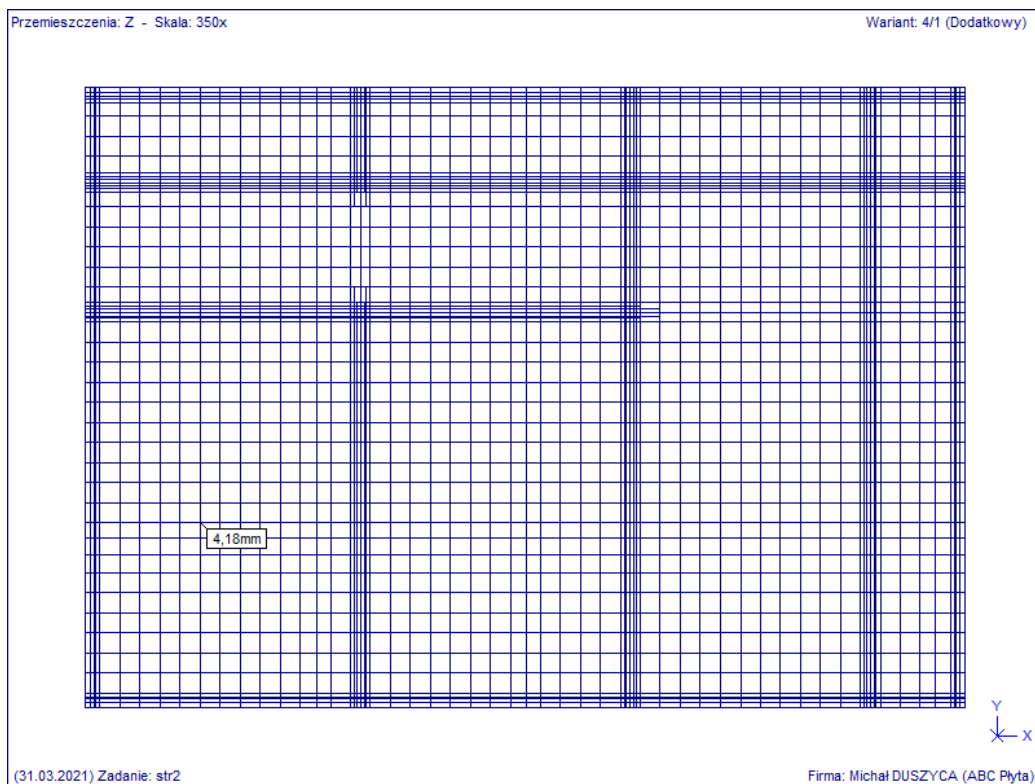 Przemieszczenia: Z - Skala: 350x
Wariant: 4/1 (Dodatkowy)
4,18mm
Y
X
(31.03.2021) Zadanie: str2
Firma: Michał DUSZYCA (ABC Płyta)